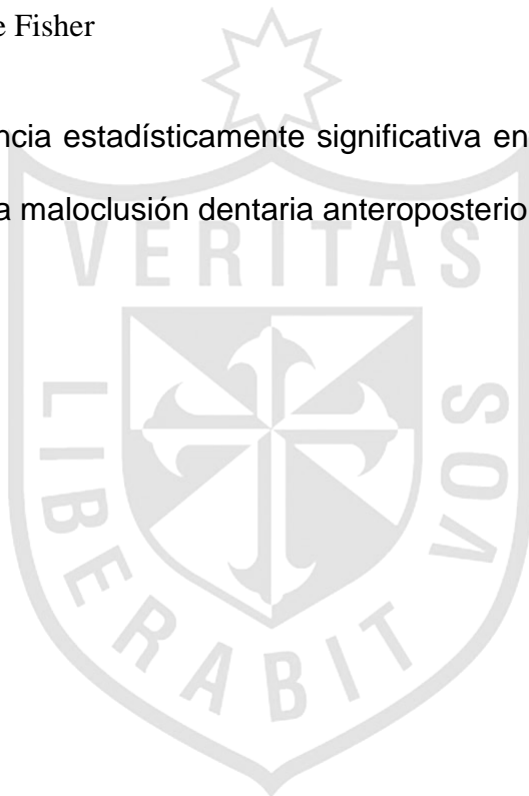 e Fisher
ncia estadísticamente significativa en
a maloclusión dentaria anteroposterio
VERITAS
LIBERABIT VOS